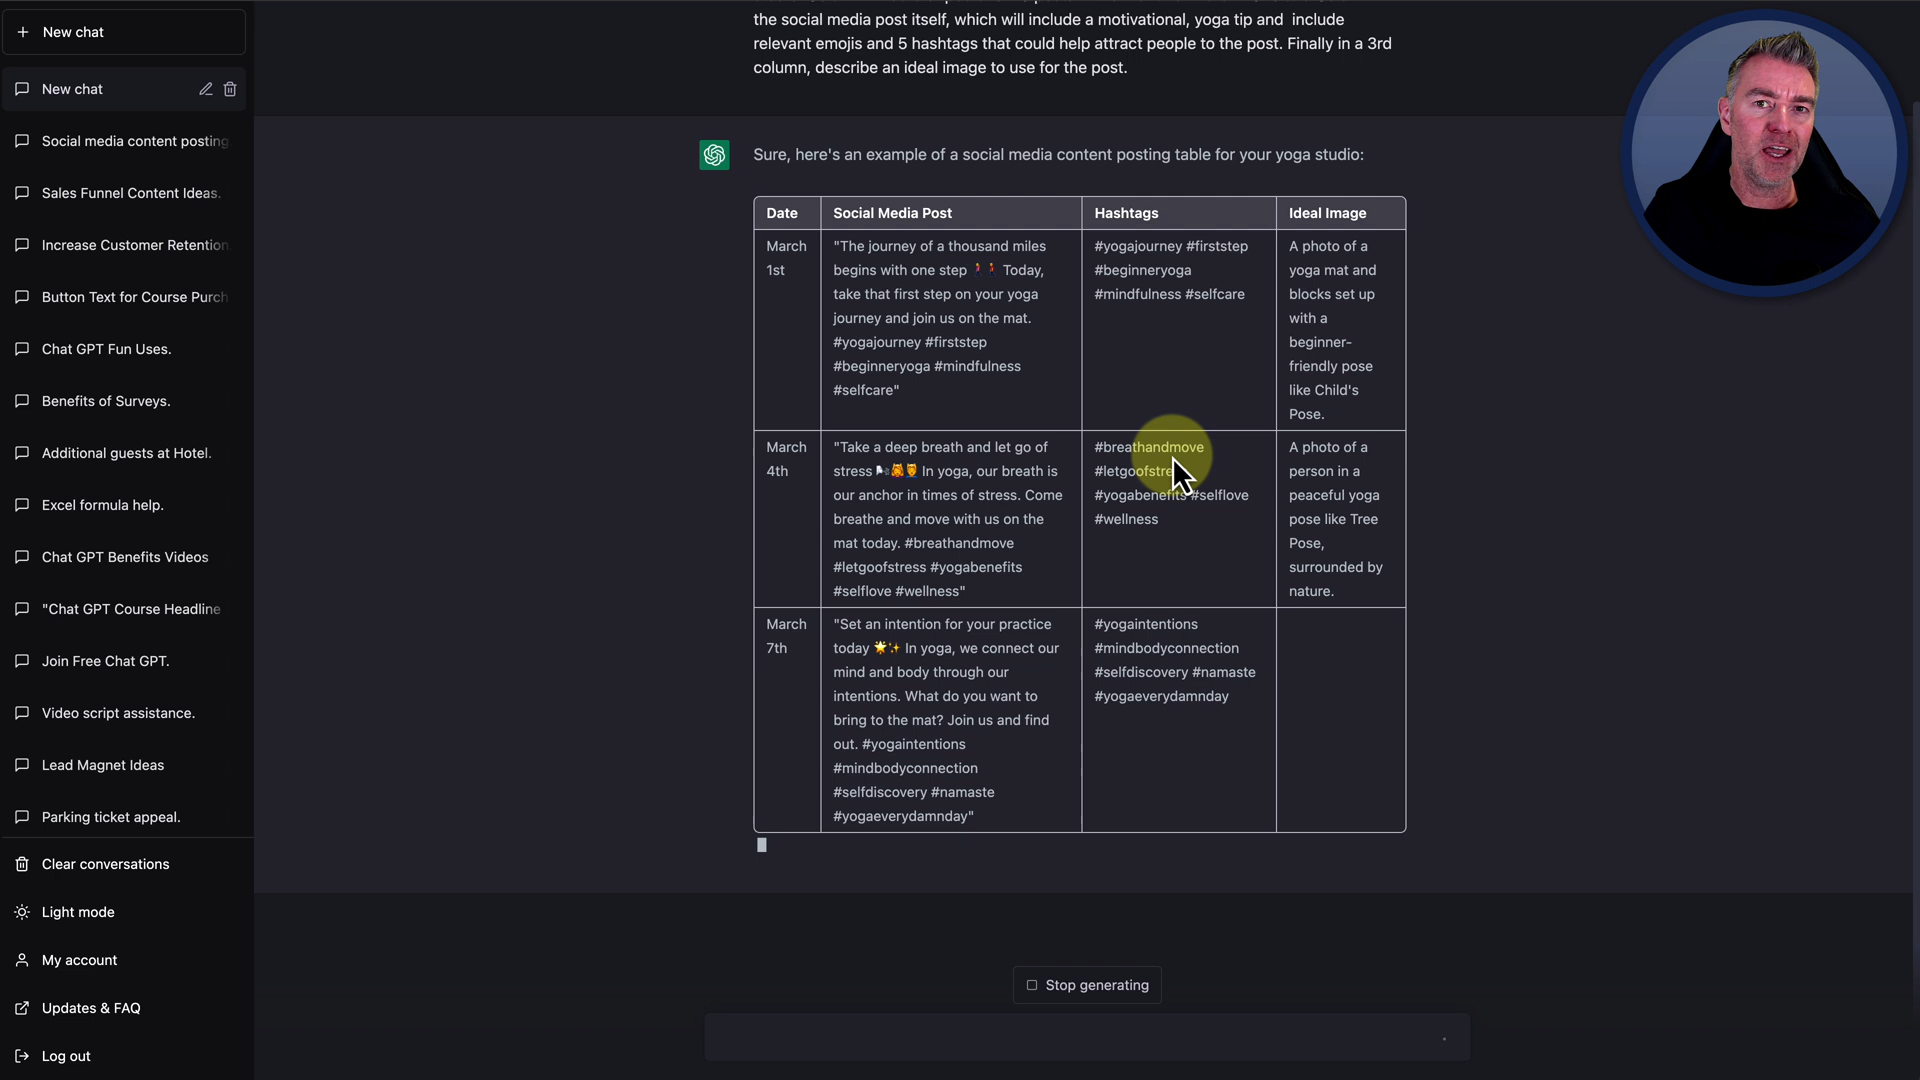 New chat
New chat
Social media content posting
Sales Funnel Content Ideas.
Increase Customer Retention
Button Text for Course Purch
Chat GPT Fun Uses.
Benefits of Surveys.
Additional guests at Hotel.
Excel formula help.
Chat GPT Benefits Videos
"Chat GPT Course Headline
Join Free Chat GPT.
Video script assistance.
Lead Magnet Ideas
Parking ticket appeal.
Clear conversations
Light mode
My account
Updates & FAQ
Log out
the social media post itself, which will include a motivational, yoga tip and  include
relevant emojis and 5 hashtags that could help attract people to the post. Finally in a 3rd
column, describe an ideal image to use for the post.
Sure, here's an example of a social media content posting table for your yoga studio:
Date
Social Media Post
Hashtags
Ideal Image
March
1st
"The journey of a thousand miles
begins with one step 🚶🚶 Today,
take that first step on your yoga
journey and join us on the mat.
#yogajourney #firststep
#beginneryoga #mindfulness
#selfcare"
#yogajourney #firststep
#beginneryoga
#mindfulness #selfcare
A photo of a
yoga mat and
blocks set up
with a
beginner-
friendly pose
like Child's
Pose.
March
4th
"Take a deep breath and let go of
stress 🌬️💆💆‍♂️ In yoga, our breath is
our anchor in times of stress. Come
breathe and move with us on the
mat today. #breathandmove
#letgoofstress #yogabenefits
#selflove #wellness"
#breathandmove
#letgoofstre
#yogabenefits #selflove
#wellness
A photo of a
person in a
peaceful yoga
pose like Tree
Pose,
surrounded by
nature.
March
7th
"Set an intention for your practice
today 🌟✨ In yoga, we connect our
mind and body through our
intentions. What do you want to
bring to the mat? Join us and find
out. #yogaintentions
#mindbodyconnection
#selfdiscovery #namaste
#yogaeverydamnday"
#yogaintentions
#mindbodyconnection
#selfdiscovery #namaste
#yogaeverydamnday
Stop generating